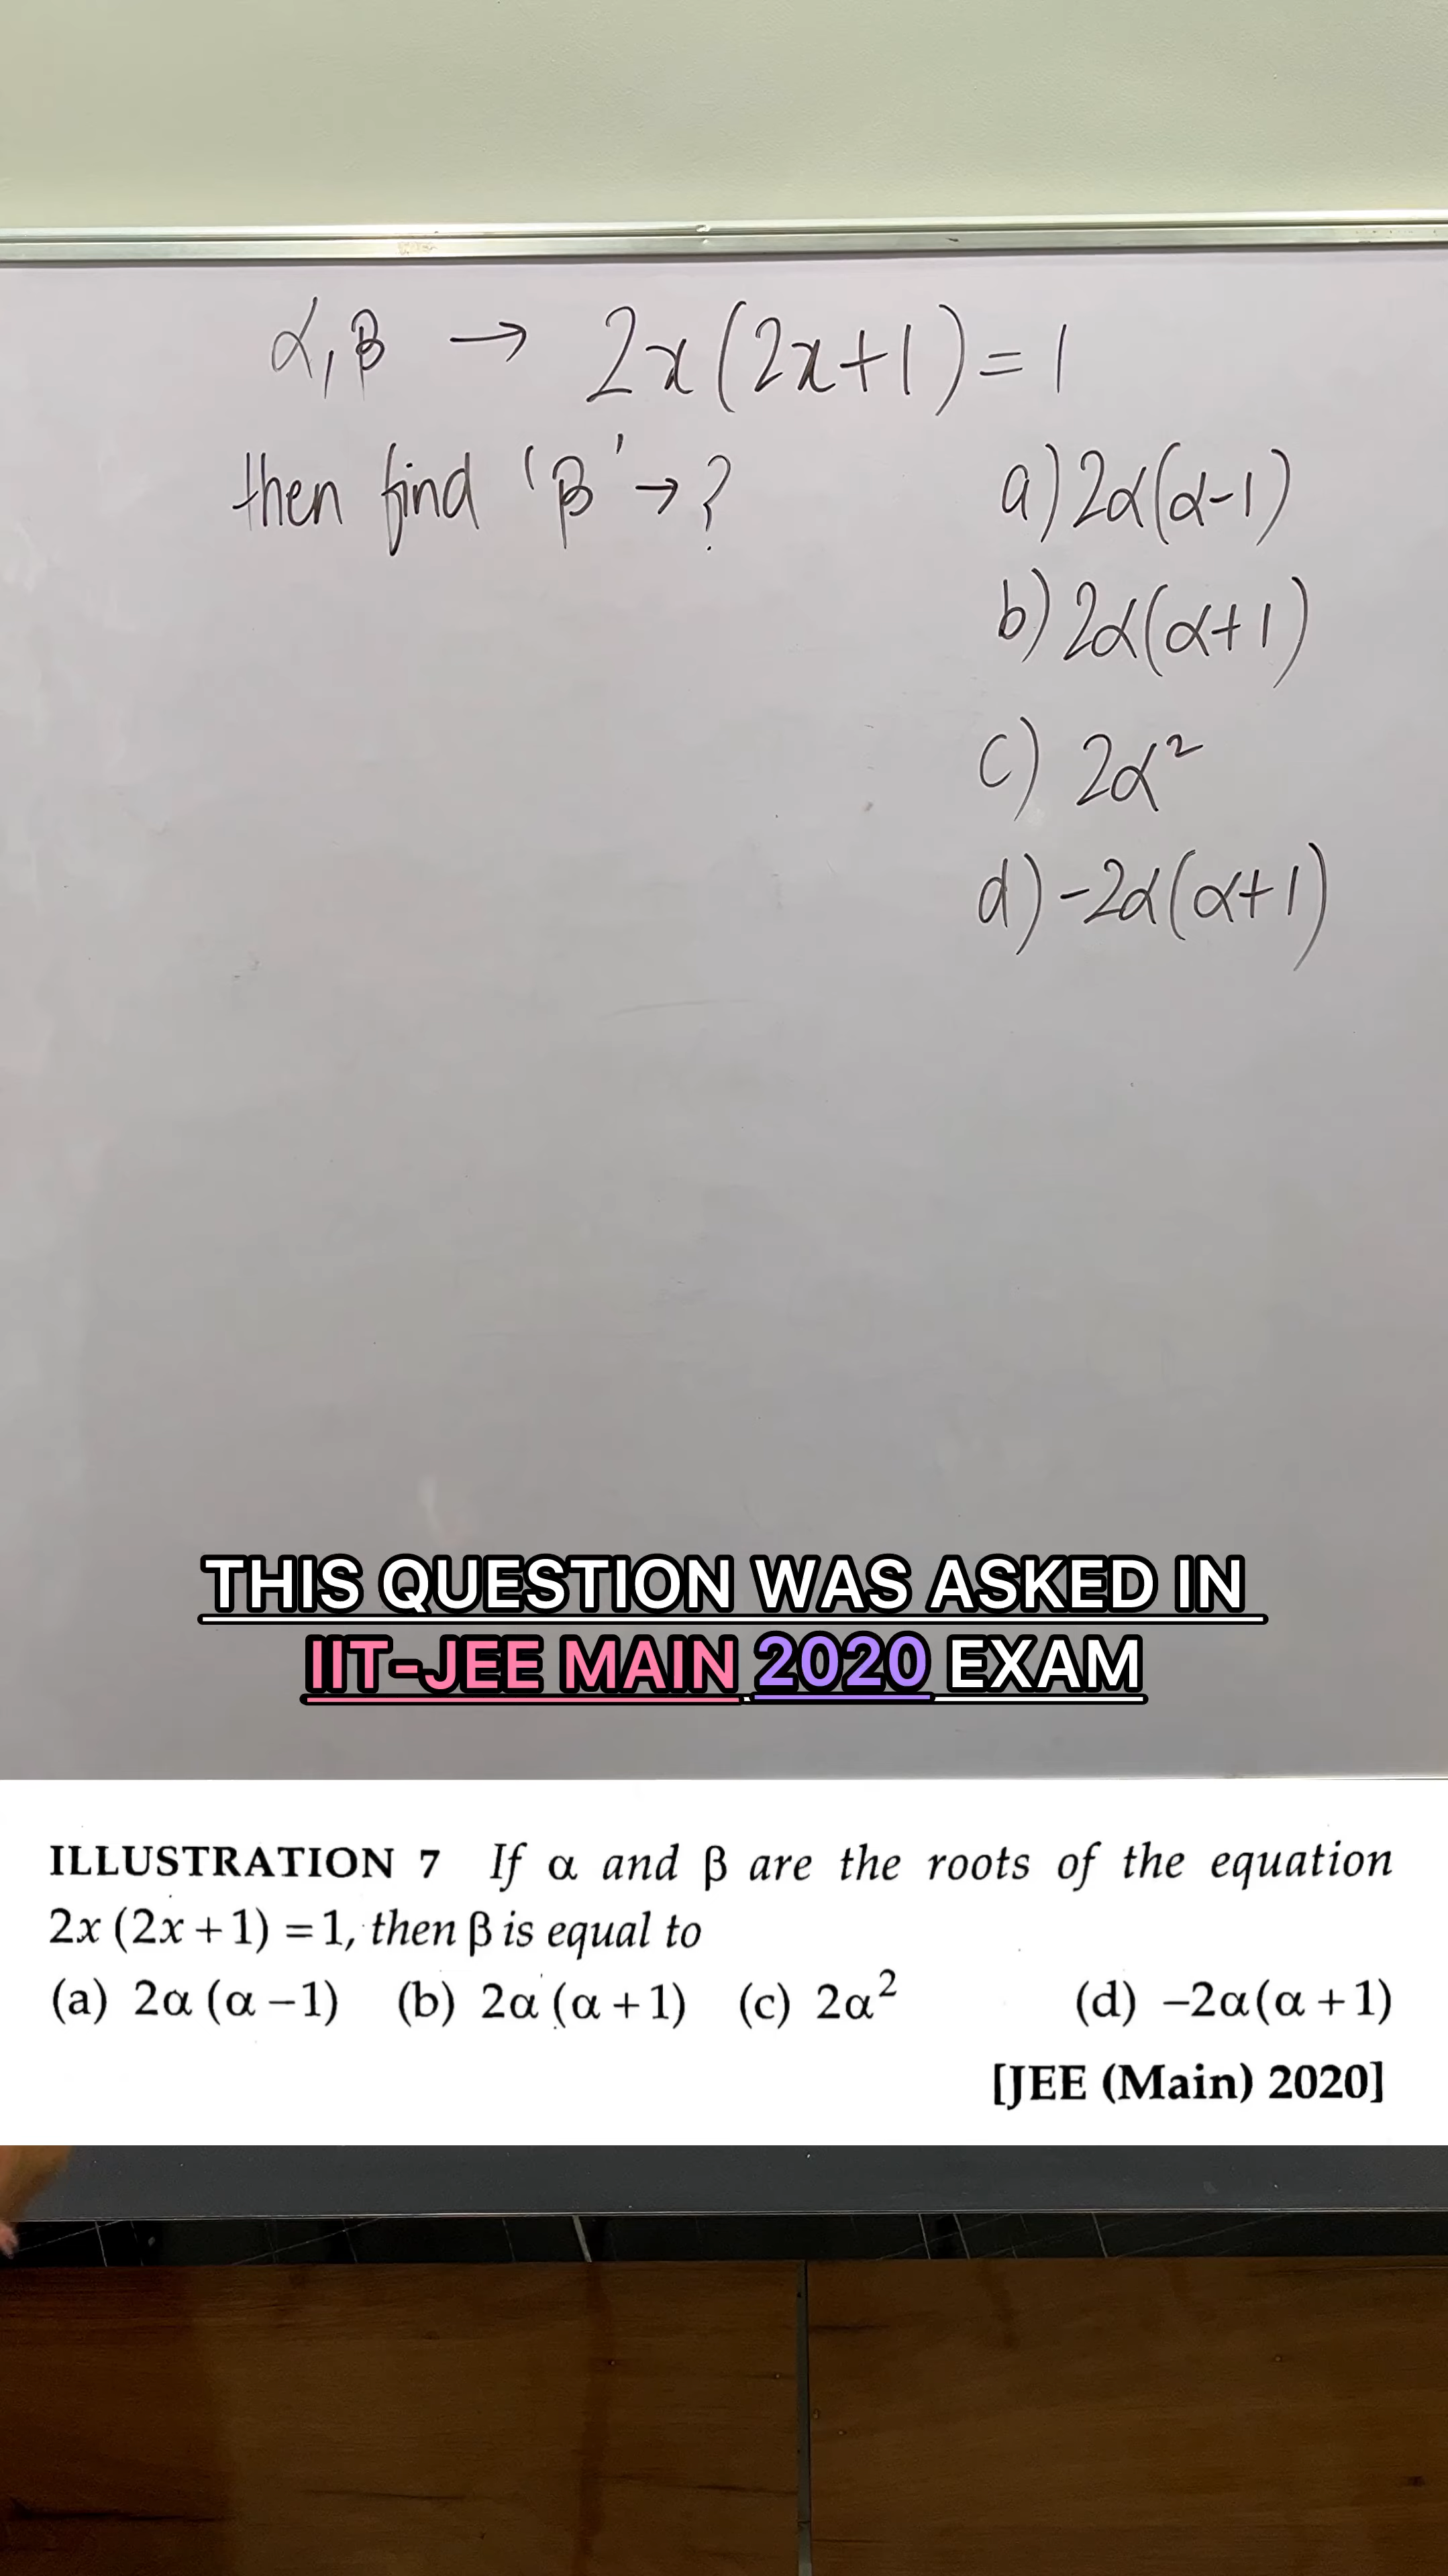 α, β → 2x(2x+1) = 1
then find 'β' → ?
a) 2α(α-1)
b) 2α(α+1)
c) 2α²
d) -2α(α+1)
THIS QUESTION WAS ASKED IN
IIT-JEE MAIN 2020 EXAM
ILLUSTRATION 7 If α and β are the roots of the equation
2x (2x + 1) = 1, then β is equal to
(a) 2α (α – 1) (b) 2α (α + 1) (c) 2α² (d) –2α(α + 1)
[JEE (Main) 2020]